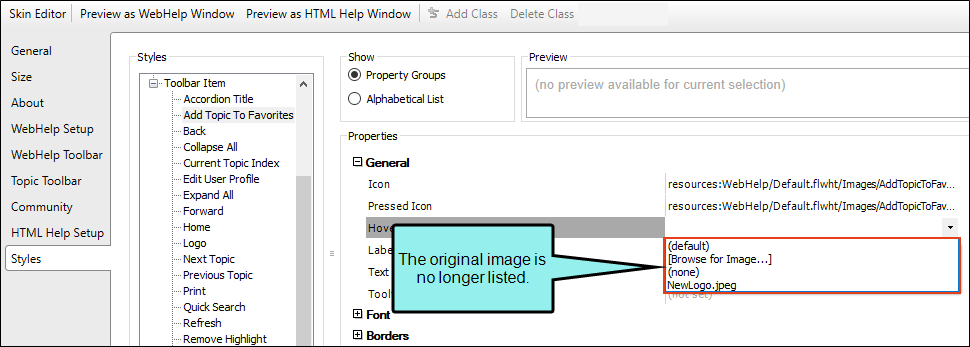 Skin Editor Preview as WebHelp Window Preview as HTML Help Window Add Class Delete Class
General
Size
About
WebHelp Setup
WebHelp Toolbar
Topic Toolbar
Community
HTML Help Setup
Styles
Styles
Toolbar Item
Accordion Title
Add Topic To Favorites
Back
Collapse All
Current Topic Index
Edit User Profile
Expand All
Forward
Home
Logo
Next Topic
Previous Topic
Print
Quick Search
Refresh
Remove Highlight
Show
Property Groups
Alphabetical List
Preview
(no preview available for current selection)
Properties
General
Icon resources:WebHelp/Default.flwht/Images/AddTopicToFav...
Pressed Icon resources:WebHelp/Default.flwht/Images/AddTopicToFav...
Hove
Labe
Text
Tool (not set)
(default)
[Browse for Image...]
(none)
NewLogo.jpeg
The original image is
no longer listed.
Font
Borders